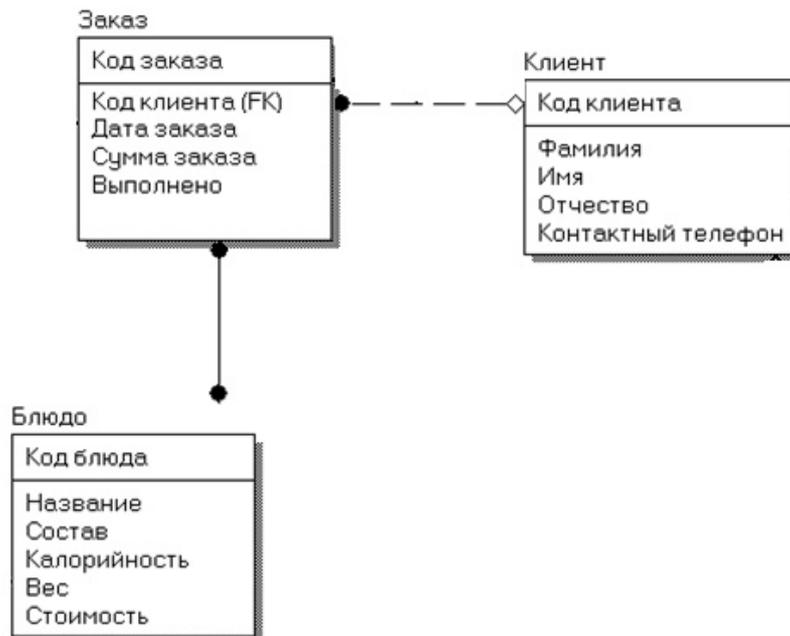 Заказ
Код заказа
Код клиента (FK)
Дата заказа
Сумма заказа
Выполнено
Клиент
Код клиента
Фамилия
Имя
Отчество
Контактный телефон
Блюдо
Код блюда
Название
Состав
Калорийность
Вес
Стоимость